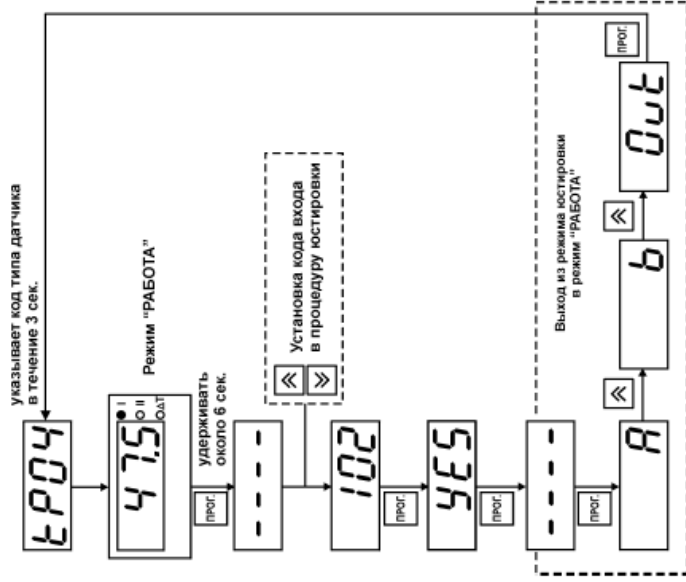 указывает код типа датчика
в течение 3 сек.
tP04
47.5
I
II
ΔT
Режим “РАБОТА”
ПРОГ.
удерживать
около 6 сек.
- - - -
Установка кода входа
в процедуру юстировки
102
ПРОГ.
YES
ПРОГ.
- - - -
ПРОГ.
Выход из режима юстировки
в режим “РАБОТА”
A
b
Out
ПРОГ.